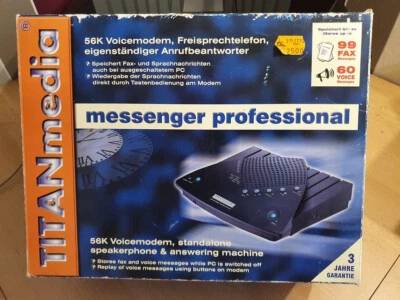 TITANmedia
®
56K Voicemodem, Freisprechtelefon,
eigenständiger Anrufbeantworter
? Speichert Fax- und Sprachnachrichten
auch bei ausgeschaltetem PC
? Wiedergabe der Sprachnachrichten
direkt durch Tastenbedienung am Modem
99
FAX
Messages
60
VOICE
Messages
messenger professional
56K Voicemodem, standalone
speakerphone & answering machine
? Stores fax and voice messages while PC is switched off
? Replay of voice messages using buttons on modem
3
JAHRE
GARANTIE